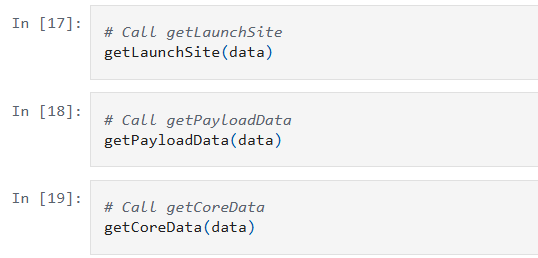 In [17]:
# Call getLaunchSite
getLaunchSite(data)
In [18]:
# Call getPayloadData
getPayloadData(data)
In [19]:
# Call getCoreData
getCoreData(data)